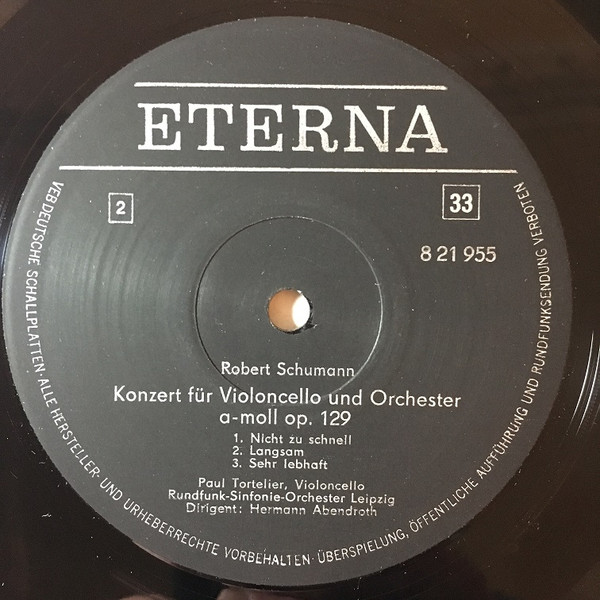 ETERNA
2
33
8 21 955
Robert Schumann
Konzert für Violoncello und Orchester
a-moll op. 129
1. Nicht zu schnell
2. Langsam
3. Sehr lebhaft
Paul Tortelier, Violoncello
Rundfunk-Sinfonie-Orchester Leipzig
Dirigent: Hermann Abendroth
VEB DEUTSCHE SCHALLPLATTEN · ALLE HERSTELLER- UND URHEBERRECHTE VORBEHALTEN · ÜBERSPIELUNG, ÖFFENTLICHE AUFFÜHRUNG UND RUNDFUNKSENDUNG VERBOTEN